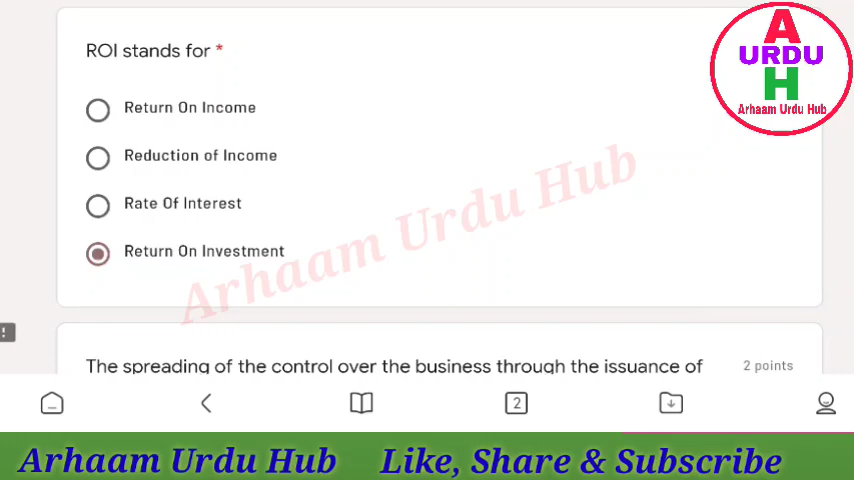 ROI stands for *
A
URDU
H
Arhaam Urdu Hub
Return On Income
Reduction of Income
Rate Of Interest
Return On Investment
Arhaam Urdu Hub
!
The spreading of the control over the business through the issuance of
2 points
2
Arhaam Urdu Hub Like, Share & Subscribe